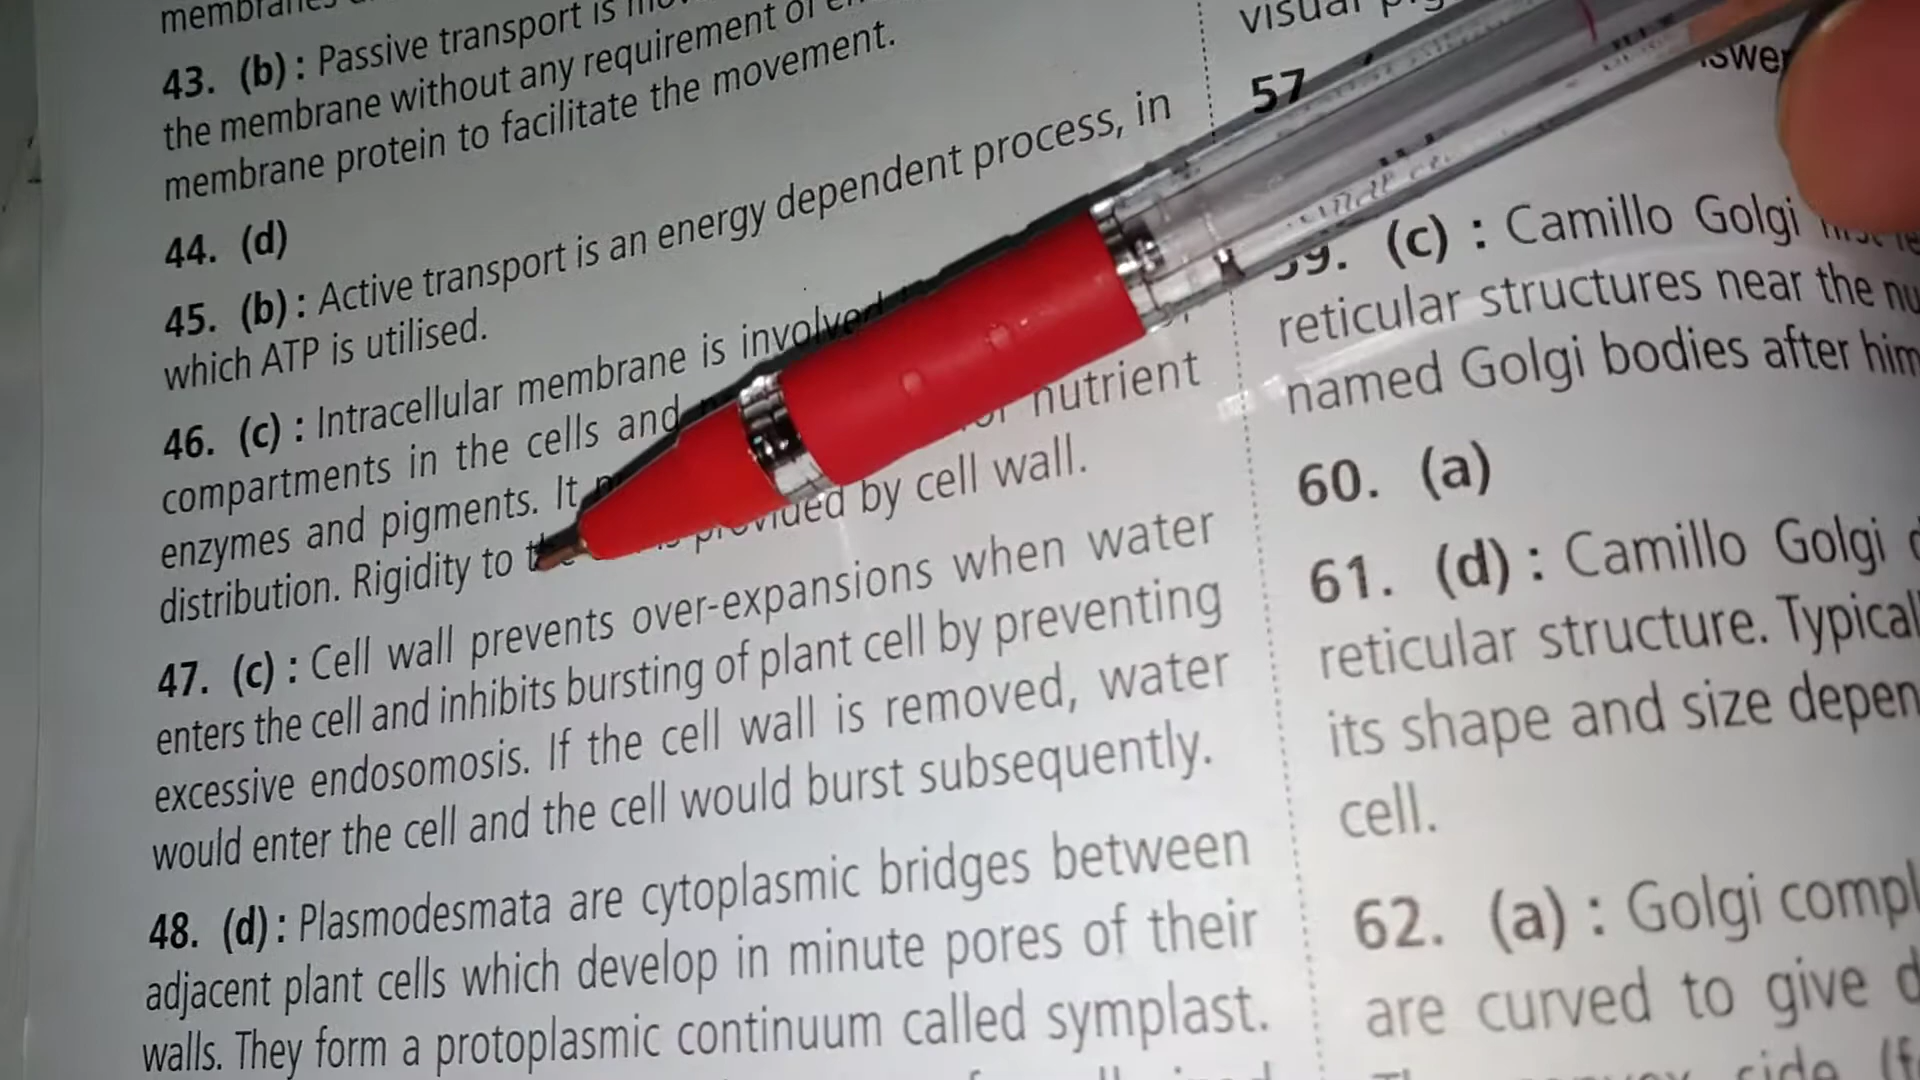 43. (b) : Passive transport is
the membrane without any requirement of
membrane protein to facilitate the movement.
44. (d)
45. (b) : Active transport is an energy dependent process, in
which ATP is utilised.
46. (c) : Intracellular membrane is involved
compartments in the cells and
enzymes and pigments. It nutrient
distribution. Rigidity to provided by cell wall.
47. (c) : Cell wall prevents over-expansions when water
enters the cell and inhibits bursting of plant cell by preventing
excessive endosomosis. If the cell wall is removed, water
would enter the cell and the cell would burst subsequently.
48. (d) : Plasmodesmata are cytoplasmic bridges between
adjacent plant cells which develop in minute pores of their
walls. They form a protoplasmic continuum called symplast.
visual
57
59. (c) : Camillo Golgi
reticular structures near the
named Golgi bodies after him
60. (a)
61. (d) : Camillo Golgi
reticular structure.
its shape and size
cell.
62. (a) : Golgi
are curved to give
side